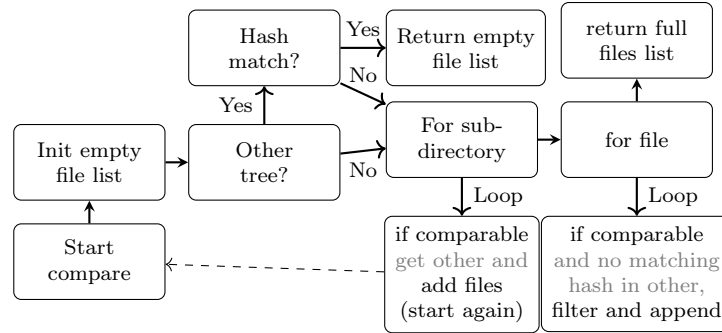 Hash
match?
Yes
Return empty
file list
return full
files list
No
Yes
Init empty
file list
Other
tree?
No
For sub-
directory
for file
Loop
Loop
Start
compare
if comparable
get other and
add files
(start again)
if comparable
and no matching
hash in other,
filter and append